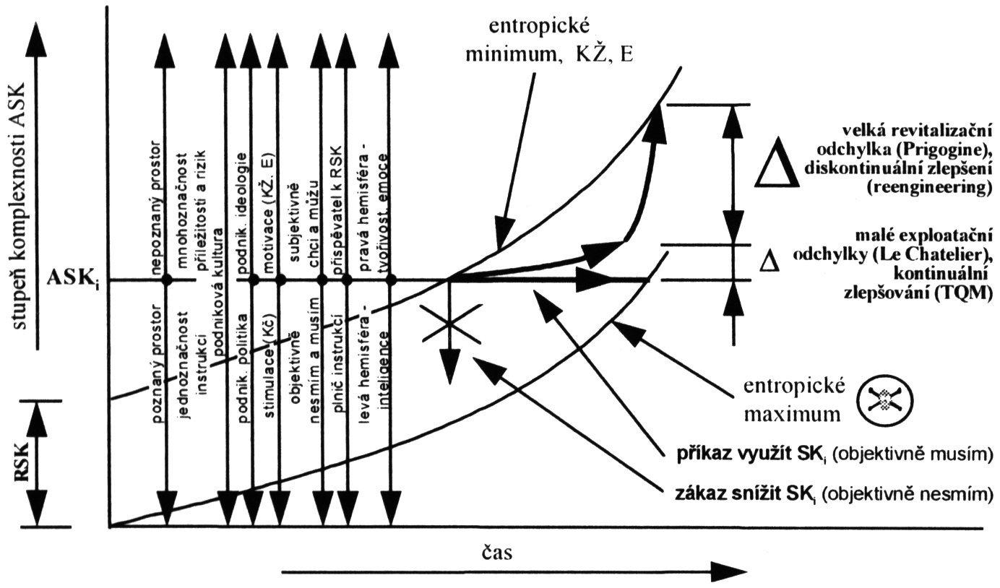 entropické
minimum, KŽ, E
stupeň komplexnosti ASK
ASKi
RSK
nepoznaný prostor
mnohoznačnost
příležitostí a rizik
podniková kultura
podnik. ideologie
motivace (KŽ. E)
subjektivně
chci a můžu
přispěvatel k RSK
pravá hemisféra -
tvořivost. emoce
poznaný prostor
jednoznačnost
instrukcí
podnik. politika
stimulace (Kč)
objektivně
nesmím a musím
plnič instrukcí
levá hemisféra -
inteligence
velká revitalizační
odchylka (Prigogine),
diskontinuální zlepšení
(reengineering)
malé exploatační
odchylky (Le Chatelier),
kontinuální
zlepšování (TQM)
entropické
maximum
příkaz využít SKi (objektivně musím)
zákaz snížit SKi (objektivně nesmím)
čas